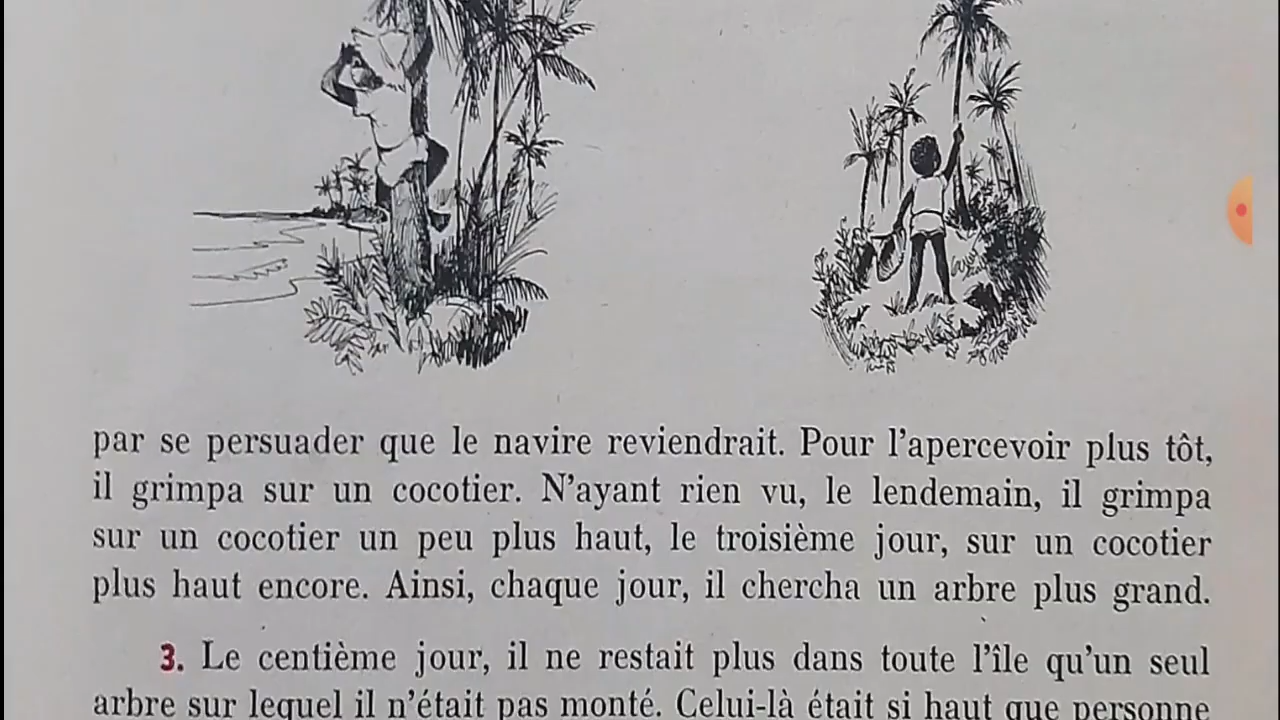 par se persuader que le navire reviendrait. Pour l'apercevoir plus tôt,
il grimpa sur un cocotier. N'ayant rien vu, le lendemain, il grimpa
sur un cocotier un peu plus haut, le troisième jour, sur un cocotier
plus haut encore. Ainsi, chaque jour, il chercha un arbre plus grand.
3. Le centième jour, il ne restait plus dans toute l'île qu'un seul
arbre sur lequel il n'était pas monté. Celui-là était si haut que personne